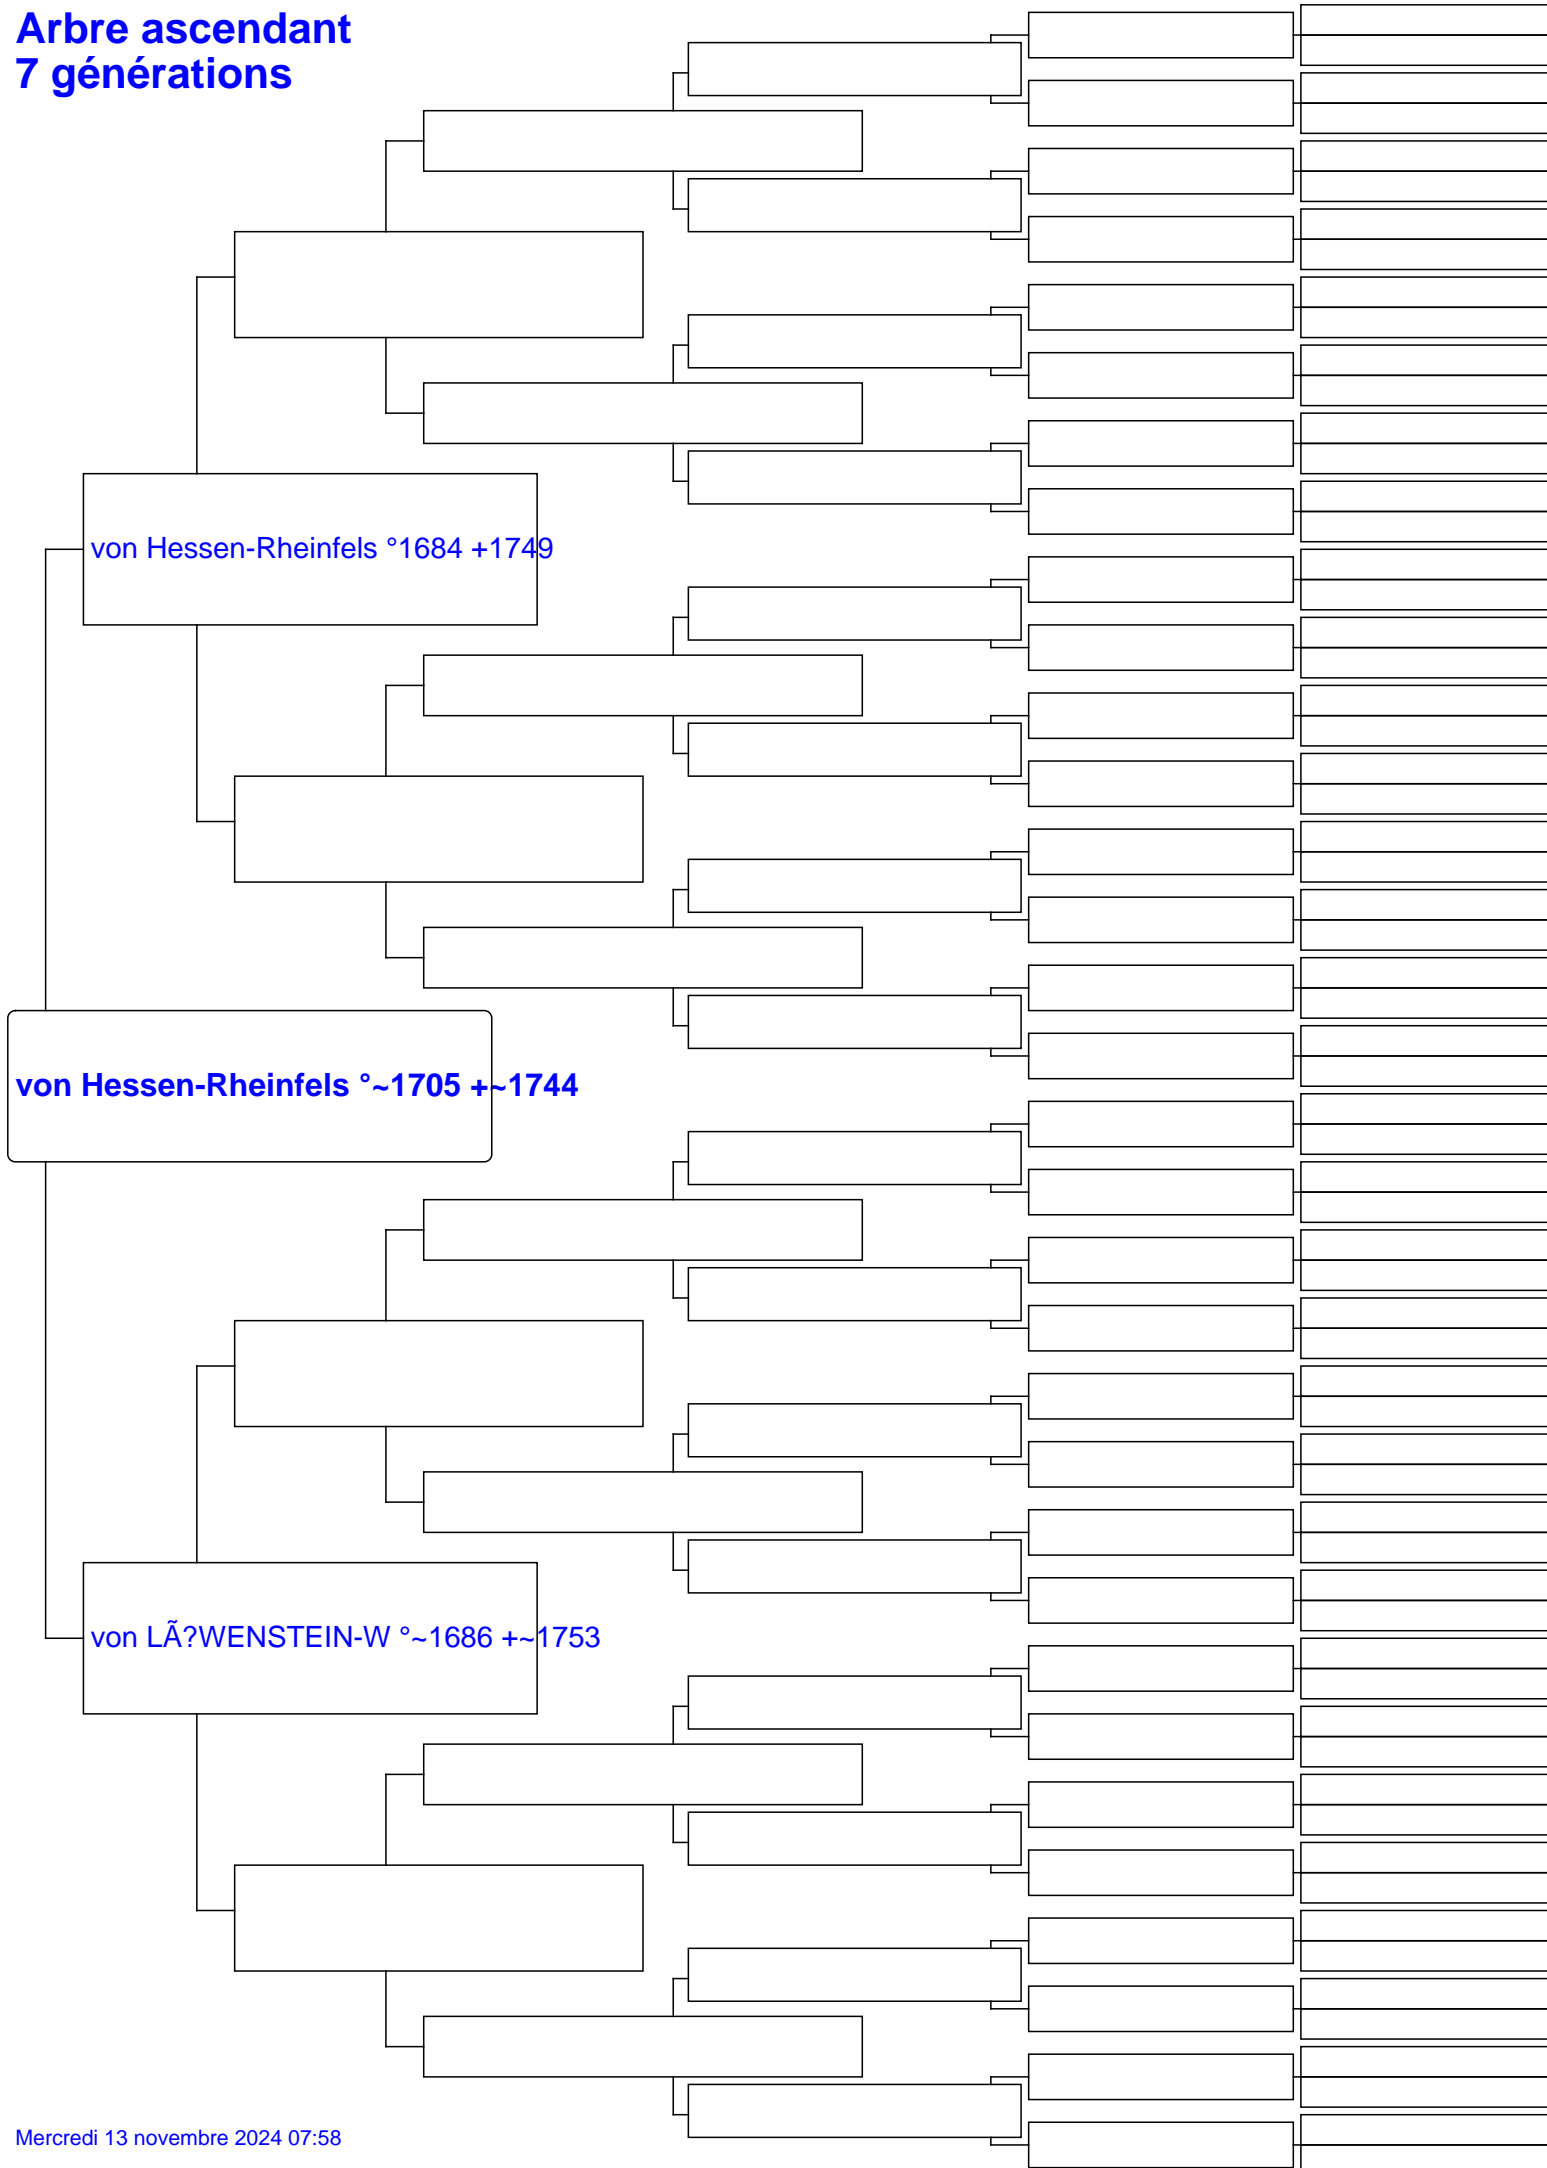 Arbre ascendant
7 générations
von Hessen-Rheinfels °1684 +1749
von Hessen-Rheinfels °~1705 +~1744
von LÃ?WENSTEIN-W °~1686 +~1753
Mercredi 13 novembre 2024 07:58